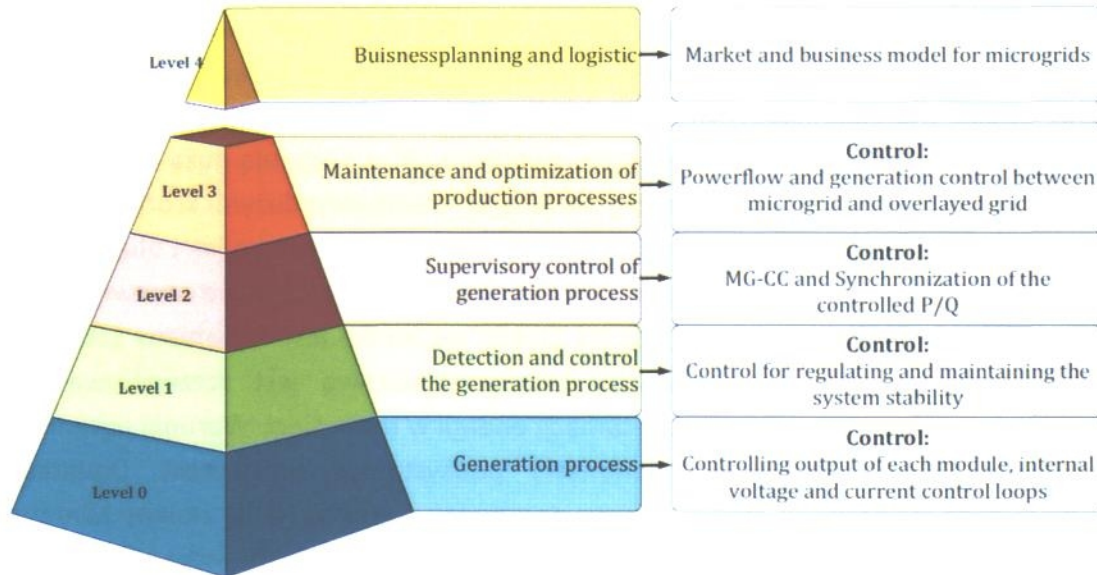 Level 4
Buisnessplanning and logistic
Market and business model for microgrids
Level 3
Maintenance and optimization of
production processes
Control:
Powerflow and generation control between
microgrid and overlayed grid
Level 2
Supervisory control of
generation process
Control:
MG-CC and Synchronization of the
controlled P/Q
Level 1
Detection and control
the generation process
Control:
Control for regulating and maintaining the
system stability
Level 0
Generation process
Control:
Controlling output of each module, internal
voltage and current control loops